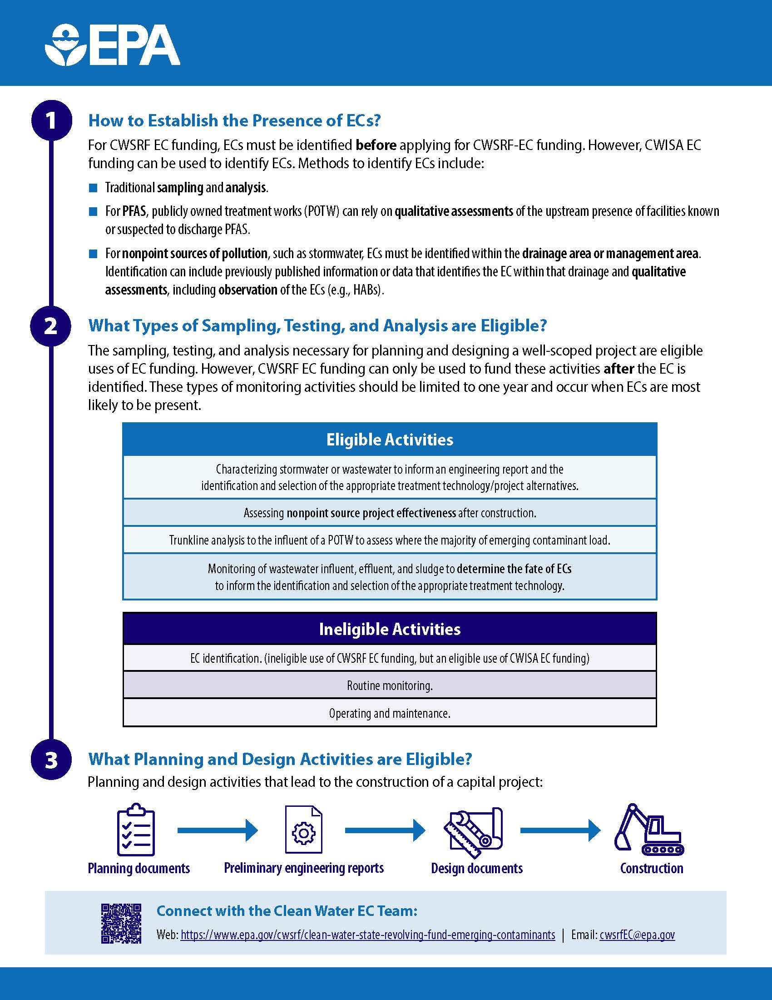 EPA
1
How to Establish the Presence of ECs?
For CWSRF EC funding, ECs must be identified before applying for CWSRF-EC funding. However, CWISA EC
funding can be used to identify ECs. Methods to identify ECs include:
■ Traditional sampling and analysis.
■ For PFAS, publicly owned treatment works (POTW) can rely on qualitative assessments of the upstream presence of facilities known
or suspected to discharge PFAS.
■ For nonpoint sources of pollution, such as stormwater, ECs must be identified within the drainage area or management area.
Identification can include previously published information or data that identifies the EC within that drainage and qualitative
assessments, including observation of the ECs (e.g., HABs).
2
What Types of Sampling, Testing, and Analysis are Eligible?
The sampling, testing, and analysis necessary for planning and designing a well-scoped project are eligible
uses of EC funding. However, CWSRF EC funding can only be used to fund these activities after the EC is
identified. These types of monitoring activities should be limited to one year and occur when ECs are most
likely to be present.
Eligible Activities
Characterizing stormwater or wastewater to inform an engineering report and the
identification and selection of the appropriate treatment technology/project alternatives.
Assessing nonpoint source project effectiveness after construction.
Trunkline analysis to the influent of a POTW to assess where the majority of emerging contaminant load.
Monitoring of wastewater influent, effluent, and sludge to determine the fate of ECs
to inform the identification and selection of the appropriate treatment technology.
Ineligible Activities
EC identification. (ineligible use of CWSRF EC funding, but an eligible use of CWISA EC funding)
Routine monitoring.
Operating and maintenance.
3
What Planning and Design Activities are Eligible?
Planning and design activities that lead to the construction of a capital project:
Planning documents
Preliminary engineering reports
Design documents
Construction
Connect with the Clean Water EC Team:
Web: https://www.epa.gov/cwsrf/clean-water-state-revolving-fund-emerging-contaminants | Email: cwsrfEC@epa.gov